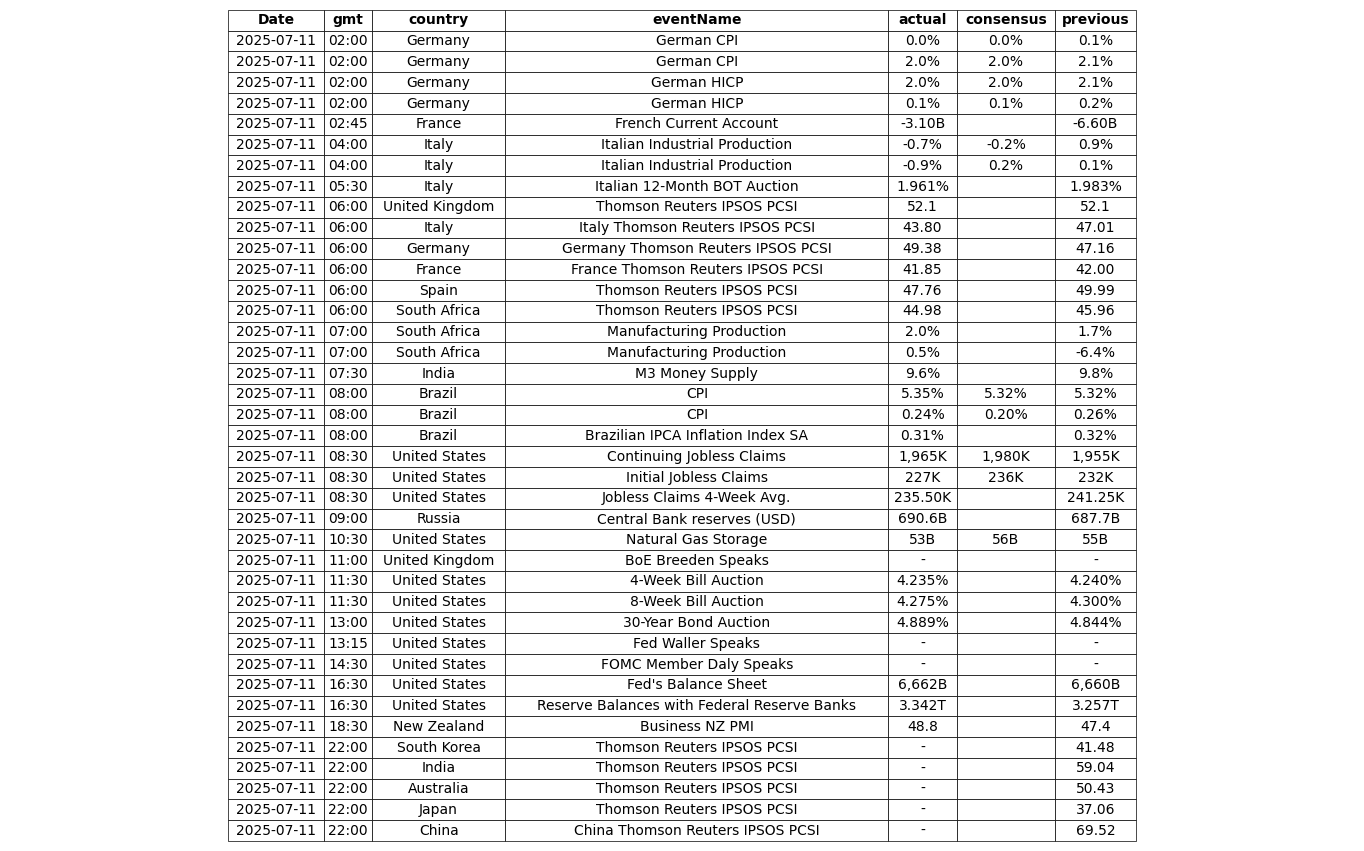 Date gmt country eventName actual consensus previous
2025-07-11 02:00 Germany German CPI 0.0% 0.0% 0.1%
2025-07-11 02:00 Germany German CPI 2.0% 2.0% 2.1%
2025-07-11 02:00 Germany German HICP 2.0% 2.0% 2.1%
2025-07-11 02:00 Germany German HICP 0.1% 0.1% 0.2%
2025-07-11 02:45 France French Current Account -3.10B -6.60B
2025-07-11 04:00 Italy Italian Industrial Production -0.7% -0.2% 0.9%
2025-07-11 04:00 Italy Italian Industrial Production -0.9% 0.2% 0.1%
2025-07-11 05:30 Italy Italian 12-Month BOT Auction 1.961% 1.983%
2025-07-11 06:00 United Kingdom Thomson Reuters IPSOS PCSI 52.1 52.1
2025-07-11 06:00 Italy Italy Thomson Reuters IPSOS PCSI 43.80 47.01
2025-07-11 06:00 Germany Germany Thomson Reuters IPSOS PCSI 49.38 47.16
2025-07-11 06:00 France France Thomson Reuters IPSOS PCSI 41.85 42.00
2025-07-11 06:00 Spain Thomson Reuters IPSOS PCSI 47.76 49.99
2025-07-11 06:00 South Africa Thomson Reuters IPSOS PCSI 44.98 45.96
2025-07-11 07:00 South Africa Manufacturing Production 2.0% 1.7%
2025-07-11 07:00 South Africa Manufacturing Production 0.5% -6.4%
2025-07-11 07:30 India M3 Money Supply 9.6% 9.8%
2025-07-11 08:00 Brazil CPI 5.35% 5.32% 5.32%
2025-07-11 08:00 Brazil CPI 0.24% 0.20% 0.26%
2025-07-11 08:00 Brazil Brazilian IPCA Inflation Index SA 0.31% 0.32%
2025-07-11 08:30 United States Continuing Jobless Claims 1,965K 1,980K 1,955K
2025-07-11 08:30 United States Initial Jobless Claims 227K 236K 232K
2025-07-11 08:30 United States Jobless Claims 4-Week Avg. 235.50K 241.25K
2025-07-11 09:00 Russia Central Bank reserves (USD) 690.6B 687.7B
2025-07-11 10:30 United States Natural Gas Storage 53B 56B 55B
2025-07-11 11:00 United Kingdom BoE Breeden Speaks - -
2025-07-11 11:30 United States 4-Week Bill Auction 4.235% 4.240%
2025-07-11 11:30 United States 8-Week Bill Auction 4.275% 4.300%
2025-07-11 13:00 United States 30-Year Bond Auction 4.889% 4.844%
2025-07-11 13:15 United States Fed Waller Speaks - -
2025-07-11 14:30 United States FOMC Member Daly Speaks - -
2025-07-11 16:30 United States Fed's Balance Sheet 6,662B 6,660B
2025-07-11 16:30 United States Reserve Balances with Federal Reserve Banks 3.342T 3.257T
2025-07-11 18:30 New Zealand Business NZ PMI 48.8 47.4
2025-07-11 22:00 South Korea Thomson Reuters IPSOS PCSI - 41.48
2025-07-11 22:00 India Thomson Reuters IPSOS PCSI - 59.04
2025-07-11 22:00 Australia Thomson Reuters IPSOS PCSI - 50.43
2025-07-11 22:00 Japan Thomson Reuters IPSOS PCSI - 37.06
2025-07-11 22:00 China China Thomson Reuters IPSOS PCSI - 69.52